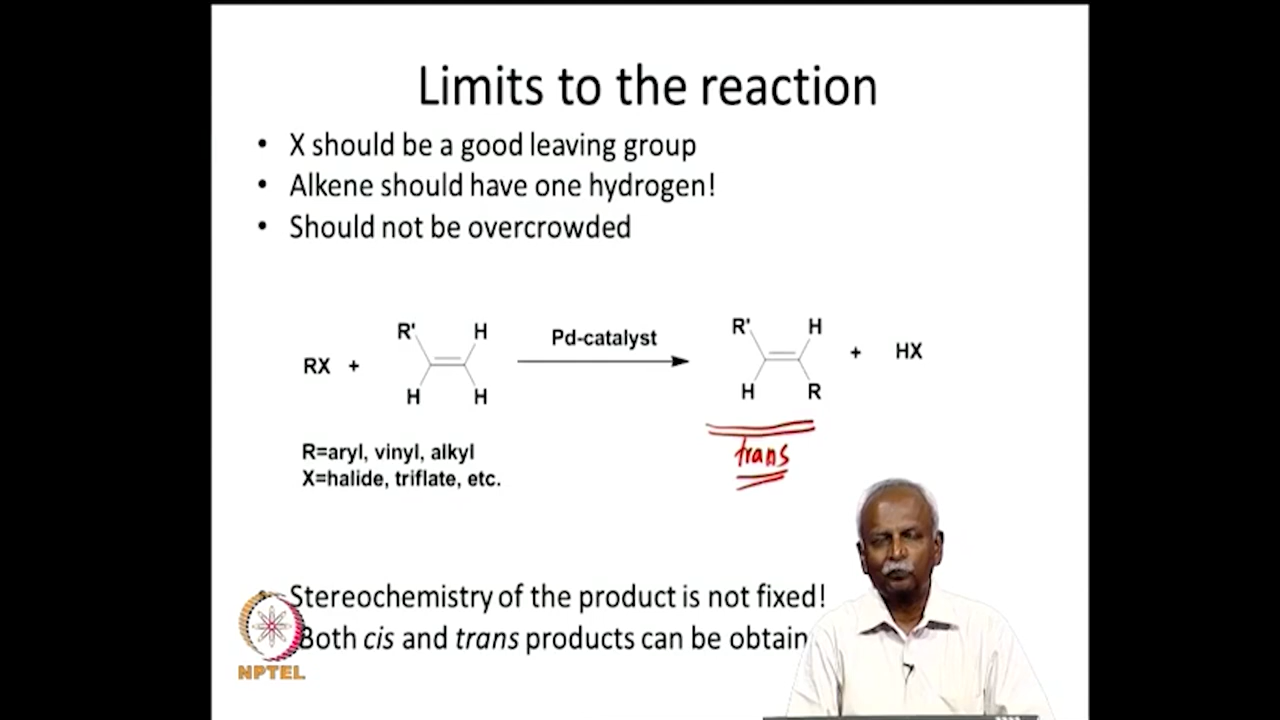 Limits to the reaction
• X should be a good leaving group
• Alkene should have one hydrogen!
• Should not be overcrowded
RX + R' H H H Pd-catalyst R' H H R + HX
trans
R=aryl, vinyl, alkyl
X=halide, triflate, etc.
Stereochemistry of the product is not fixed!
Both cis and trans products can be obtain
NPTEL